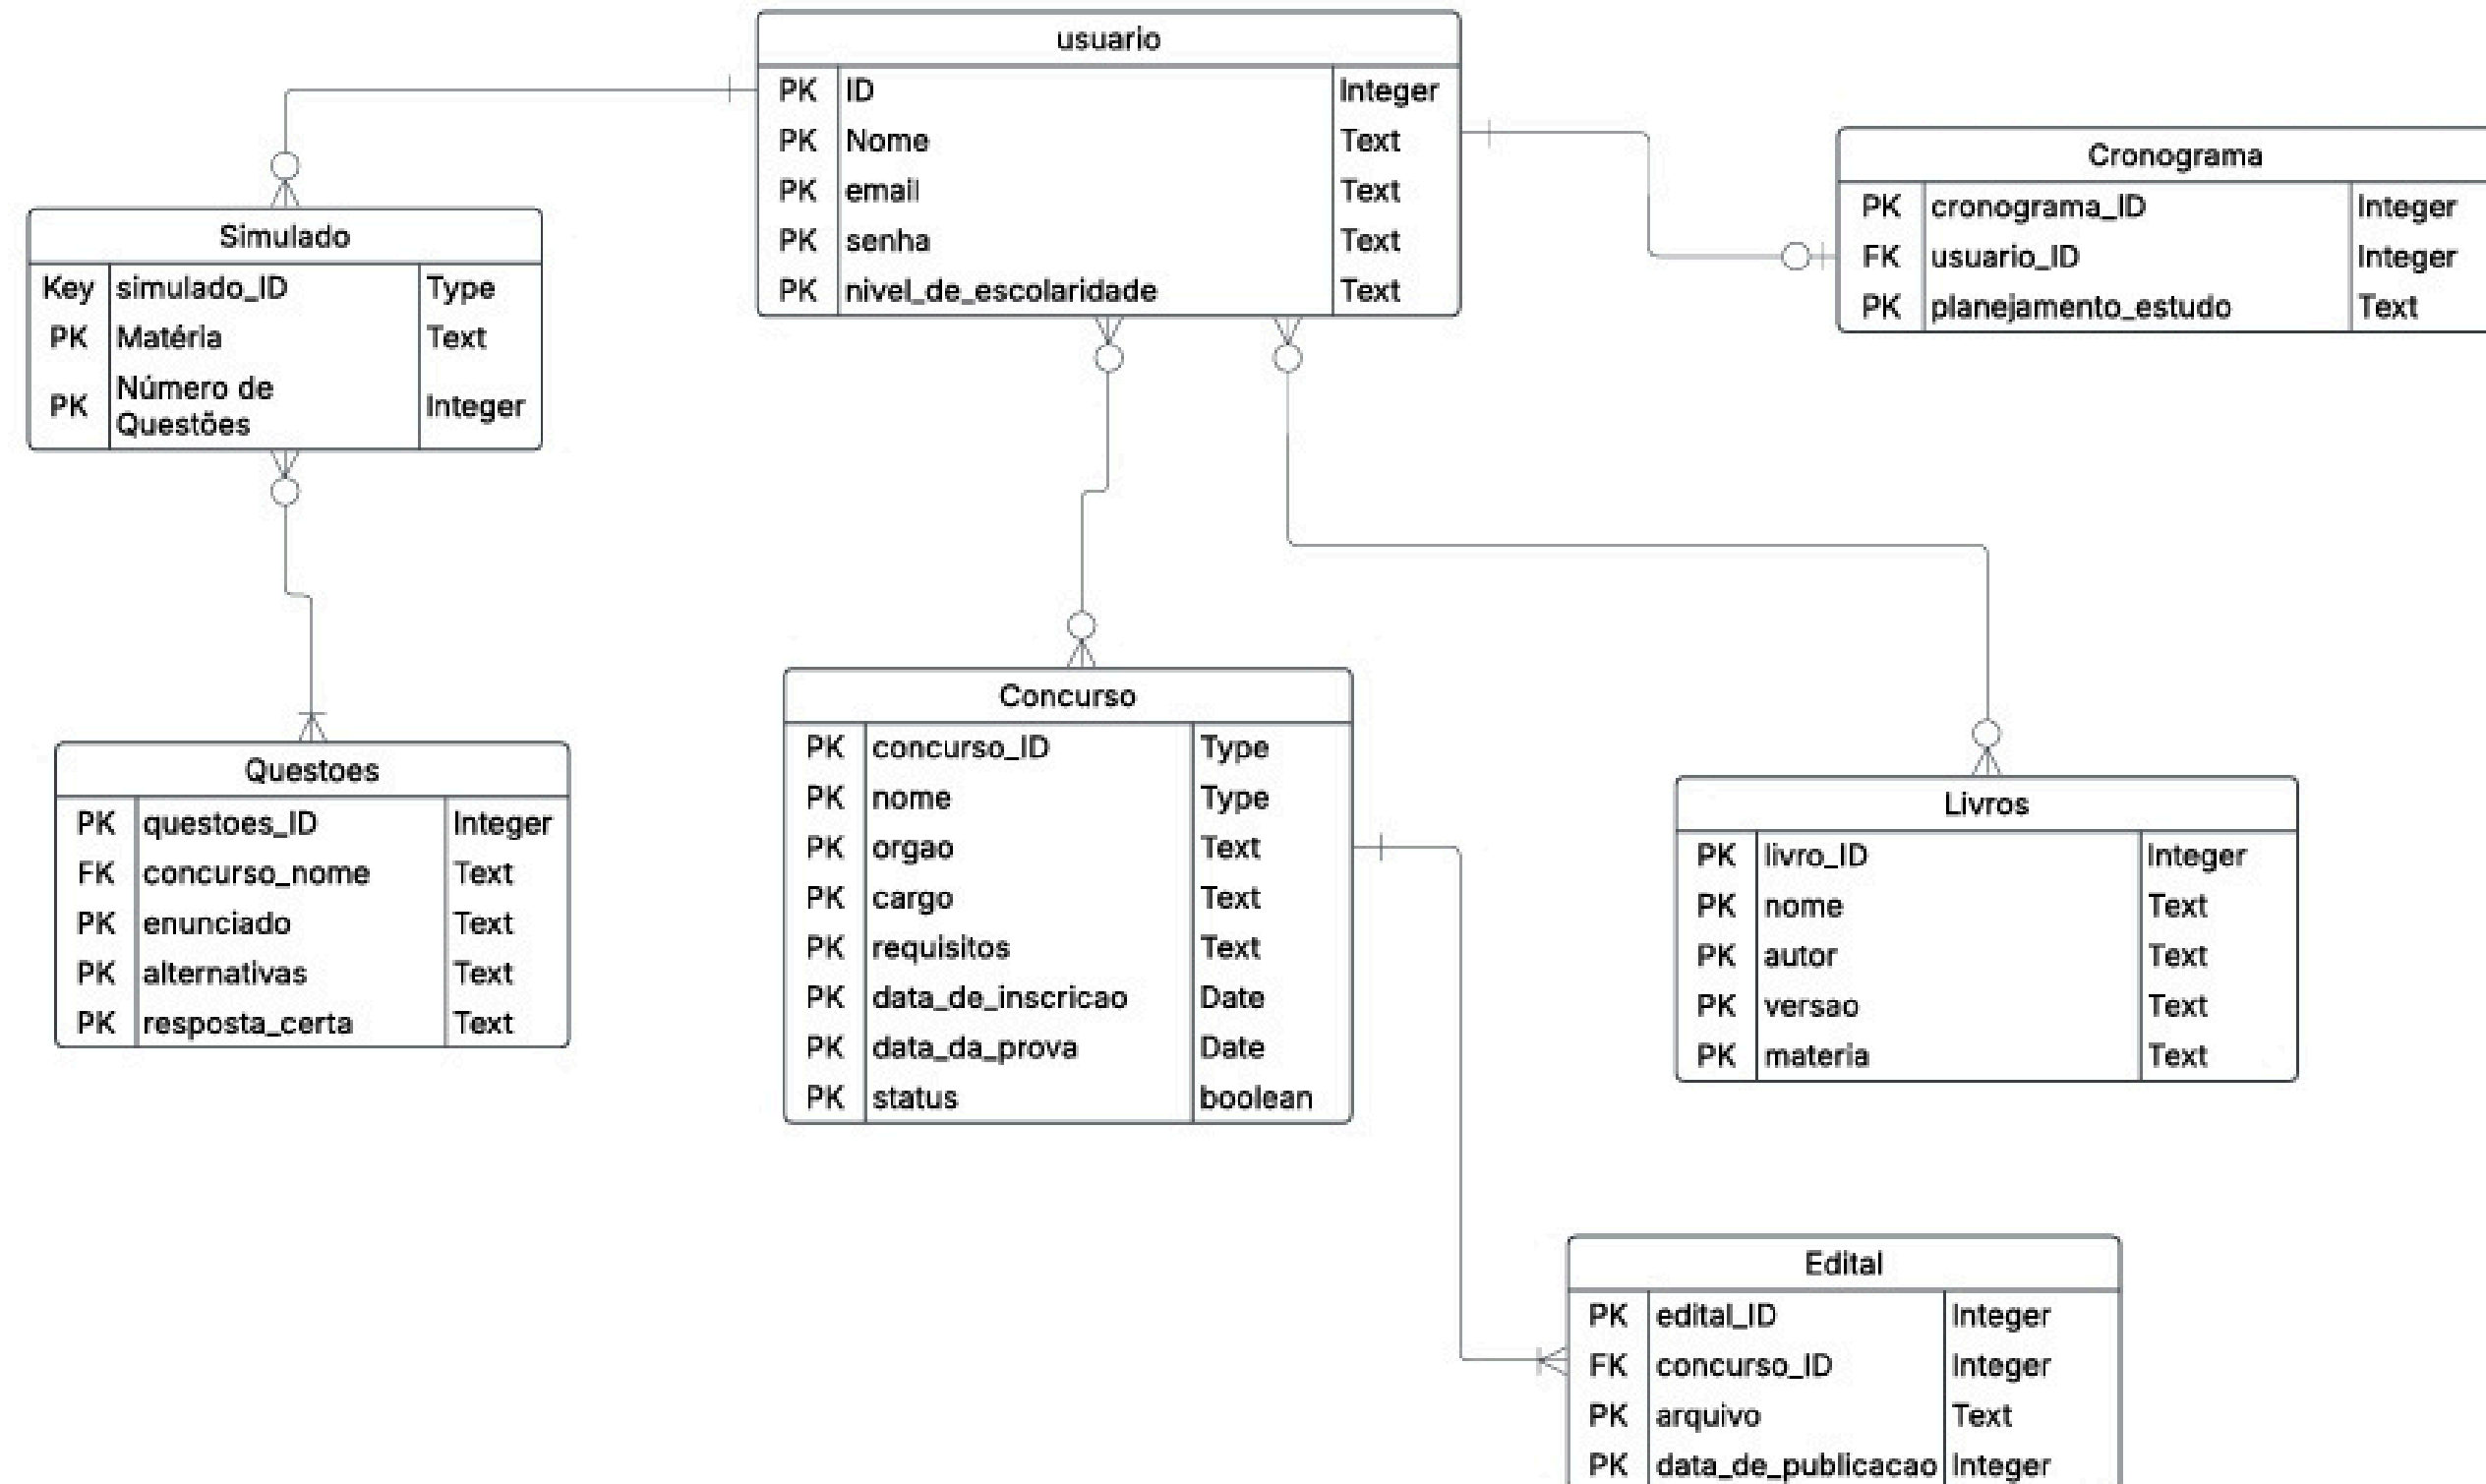 usuario
PK ID Integer
PK Nome Text
PK email Text
PK senha Text
PK nivel_de_escolaridade Text
Cronograma
PK cronograma_ID Integer
FK usuario_ID Integer
PK planejamento_estudo Text
Simulado
Key simulado_ID Type
PK Matéria Text
PK Número de
Questões Integer
Questoes
PK questoes_ID Integer
FK concurso_nome Text
PK enunciado Text
PK alternativas Text
PK resposta_certa Text
Concurso
PK concurso_ID Type
PK nome Type
PK orgao Text
PK cargo Text
PK requisitos Text
PK data_de_inscricao Date
PK data_da_prova Date
PK status boolean
Livros
PK livro_ID Integer
PK nome Text
PK autor Text
PK versao Text
PK materia Text
Edital
PK edital_ID Integer
FK concurso_ID Integer
PK arquivo Text
PK data_de_publicacao Integer